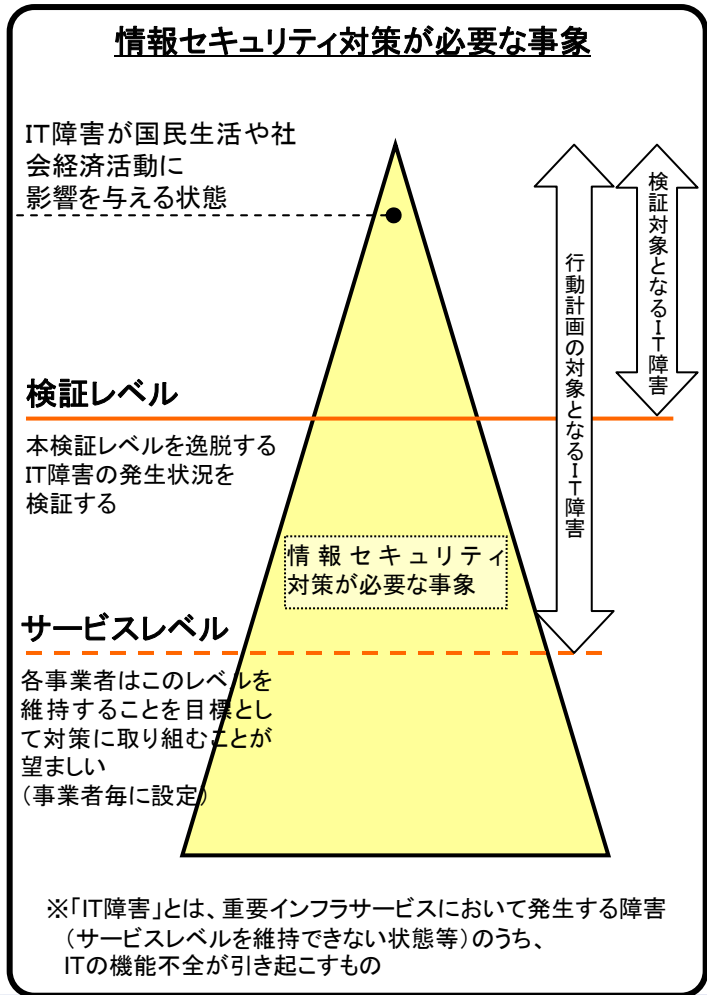 情報セキュリティ対策が必要な事象
IT障害が国民生活や社
会経済活動に
影響を与える状態
検証対象となるIT障害
行動計画の対象となるIT障害
検証レベル
本検証レベルを逸脱する
IT障害の発生状況を
検証する
情報セキュリティ
対策が必要な事象
サービスレベル
各事業者はこのレベルを
維持することを目標とし
て対策に取り組むことが
望ましい
(事業者毎に設定)
※「IT障害」とは、重要インフラサービスにおいて発生する障害
(サービスレベルを維持できない状態等)のうち、
ITの機能不全が引き起こすもの